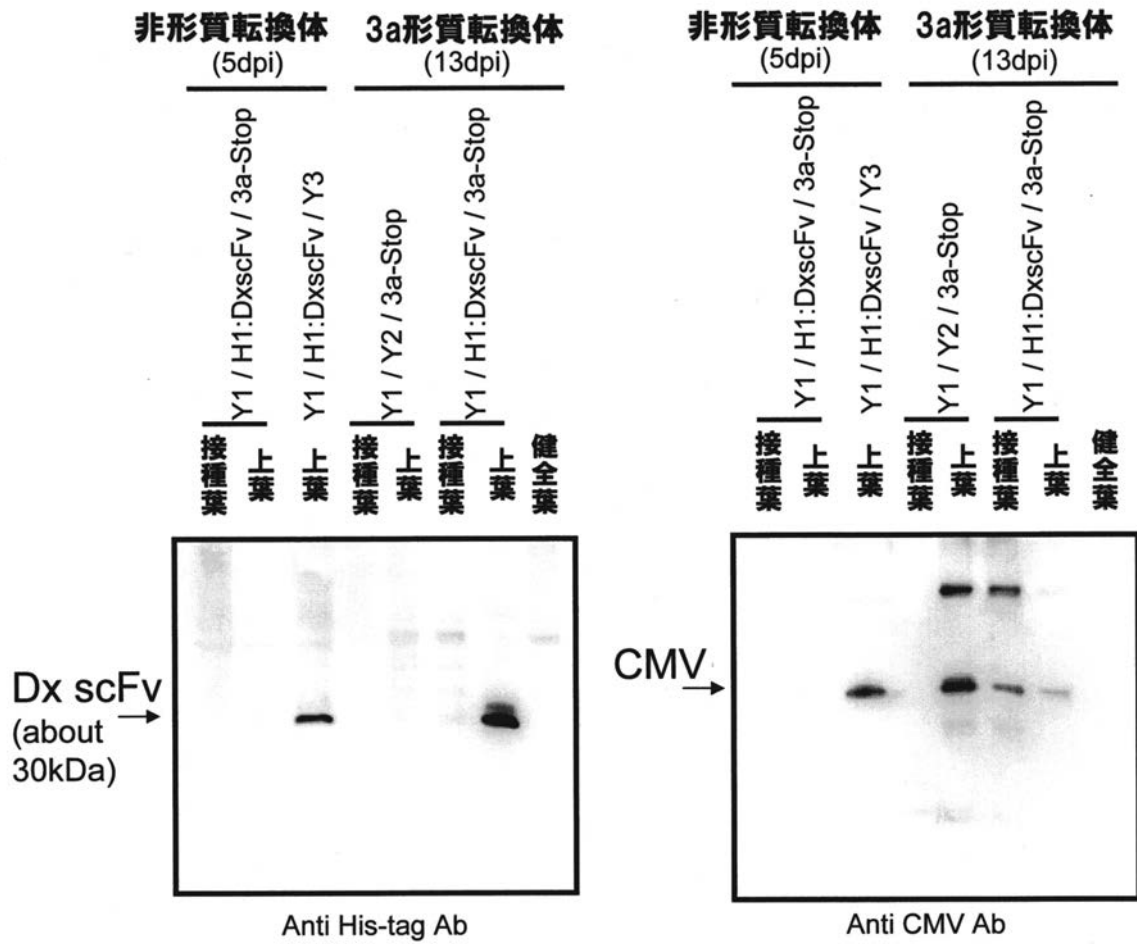 非形質転換体
(5dpi)
3a形質転換体
(13dpi)
Y1 / H1:DxscFv / 3a-Stop
Y1 / H1:DxscFv / Y3
Y1 / Y2 / 3a-Stop
Y1 / H1:DxscFv / 3a-Stop
接種葉
上葉
上葉
接種葉
上葉
接種葉
上葉
健全葉
Dx scFv
(about
30kDa)
Anti His-tag Ab
非形質転換体
(5dpi)
3a形質転換体
(13dpi)
Y1 / H1:DxscFv / 3a-Stop
Y1 / H1:DxscFv / Y3
Y1 / Y2 / 3a-Stop
Y1 / H1:DxscFv / 3a-Stop
接種葉
上葉
上葉
接種葉
上葉
接種葉
上葉
健全葉
CMV
Anti CMV Ab